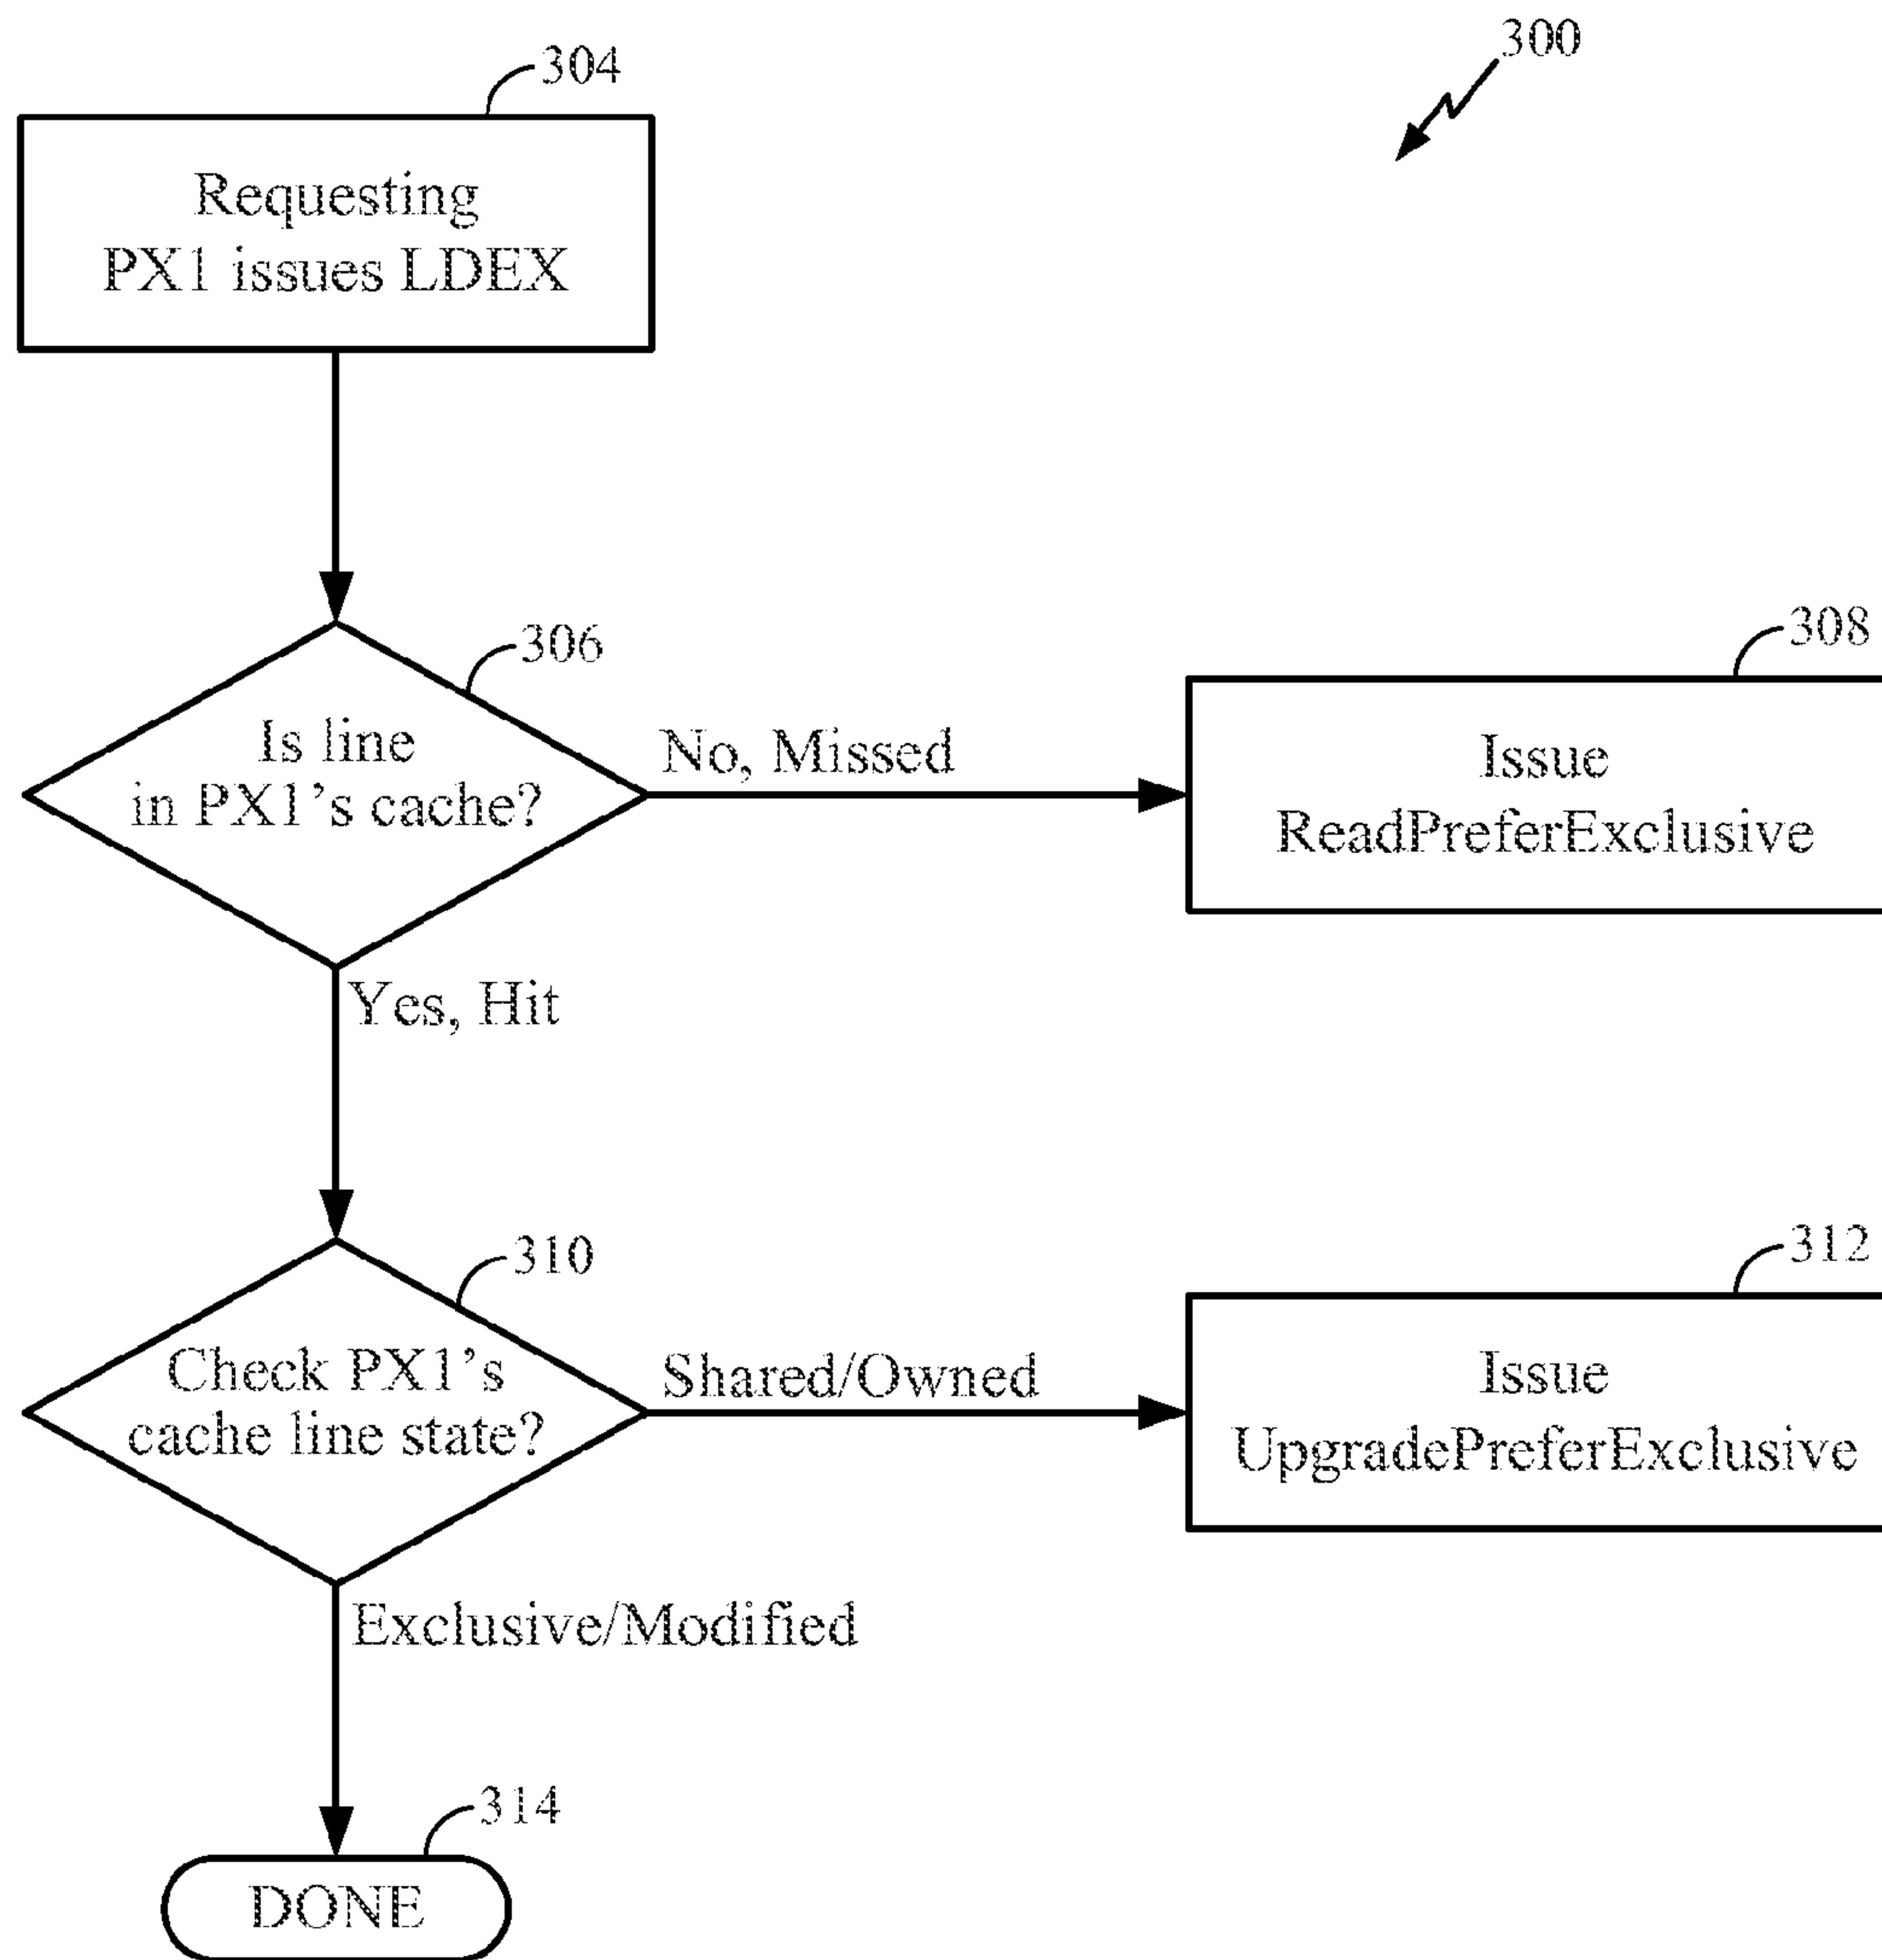 300
304
Requesting
PX1 issues LDEX
306
Is line
in PX1’s cache?
No, Missed
308
Issue
ReadPreferExclusive
Yes, Hit
310
Check PX1’s
cache line state?
Shared/Owned
312
Issue
UpgradePreferExclusive
Exclusive/Modified
314
DONE